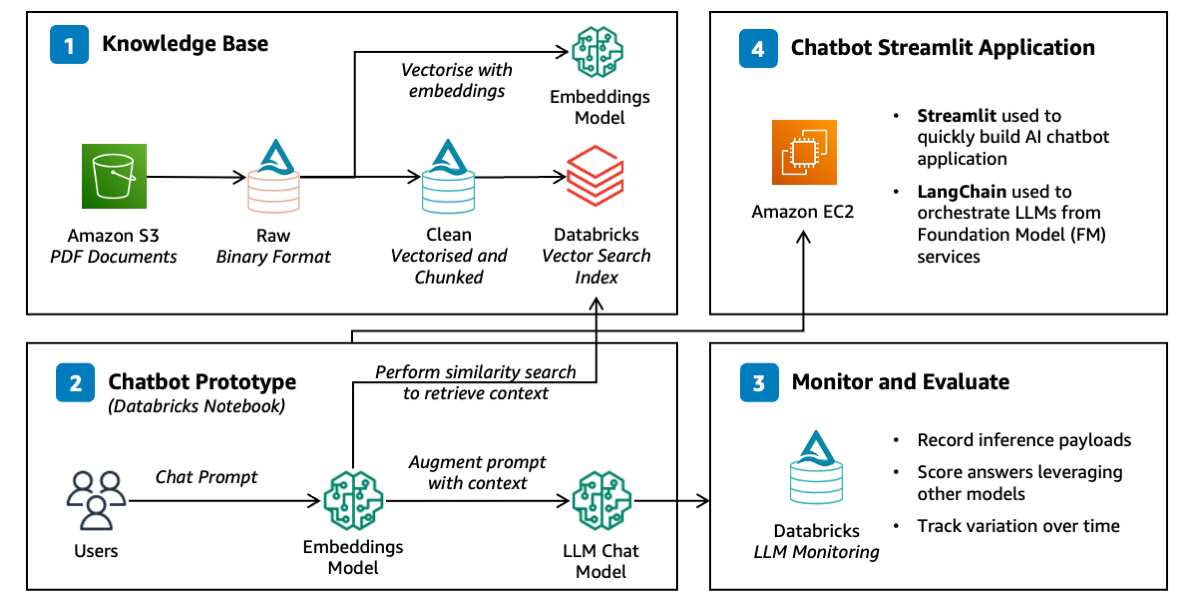 1 Knowledge Base
Vectorise with
embeddings
Embeddings
Model
Amazon S3
PDF Documents
Raw
Binary Format
Clean
Vectorised and
Chunked
Databricks
Vector Search
Index
4 Chatbot Streamlit Application
Amazon EC2
• Streamlit used to
quickly build AI chatbot
application
• LangChain used to
orchestrate LLMs from
Foundation Model (FM)
services
2 Chatbot Prototype
(Databricks Notebook)
Perform similarity search
to retrieve context
Chat Prompt
Augment prompt
with context
Users
Embeddings
Model
LLM Chat
Model
3 Monitor and Evaluate
Databricks
LLM Monitoring
• Record inference payloads
• Score answers leveraging
other models
• Track variation over time